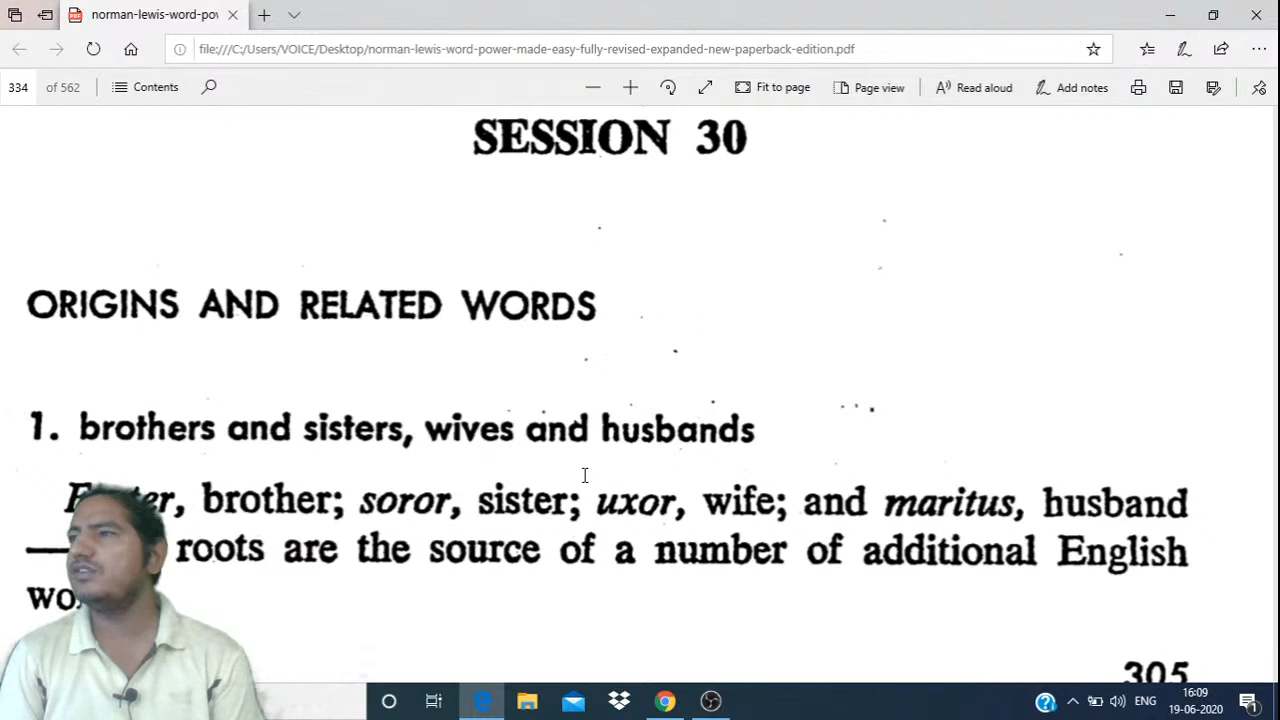 norman-lewis-word-pov
file:///C:/Users/VOICE/Desktop/norman-lewis-word-power-made-easy-fully-revised-expanded-new-paperback-edition.pdf
334 of 562 Contents Fit to page Page view Read aloud Add notes
SESSION 30
ORIGINS AND RELATED WORDS
1. brothers and sisters, wives and husbands
brother; soror, sister; uxor, wife; and maritus, husband
roots are the source of a number of additional English
305
ENG 16:09
19-06-2020